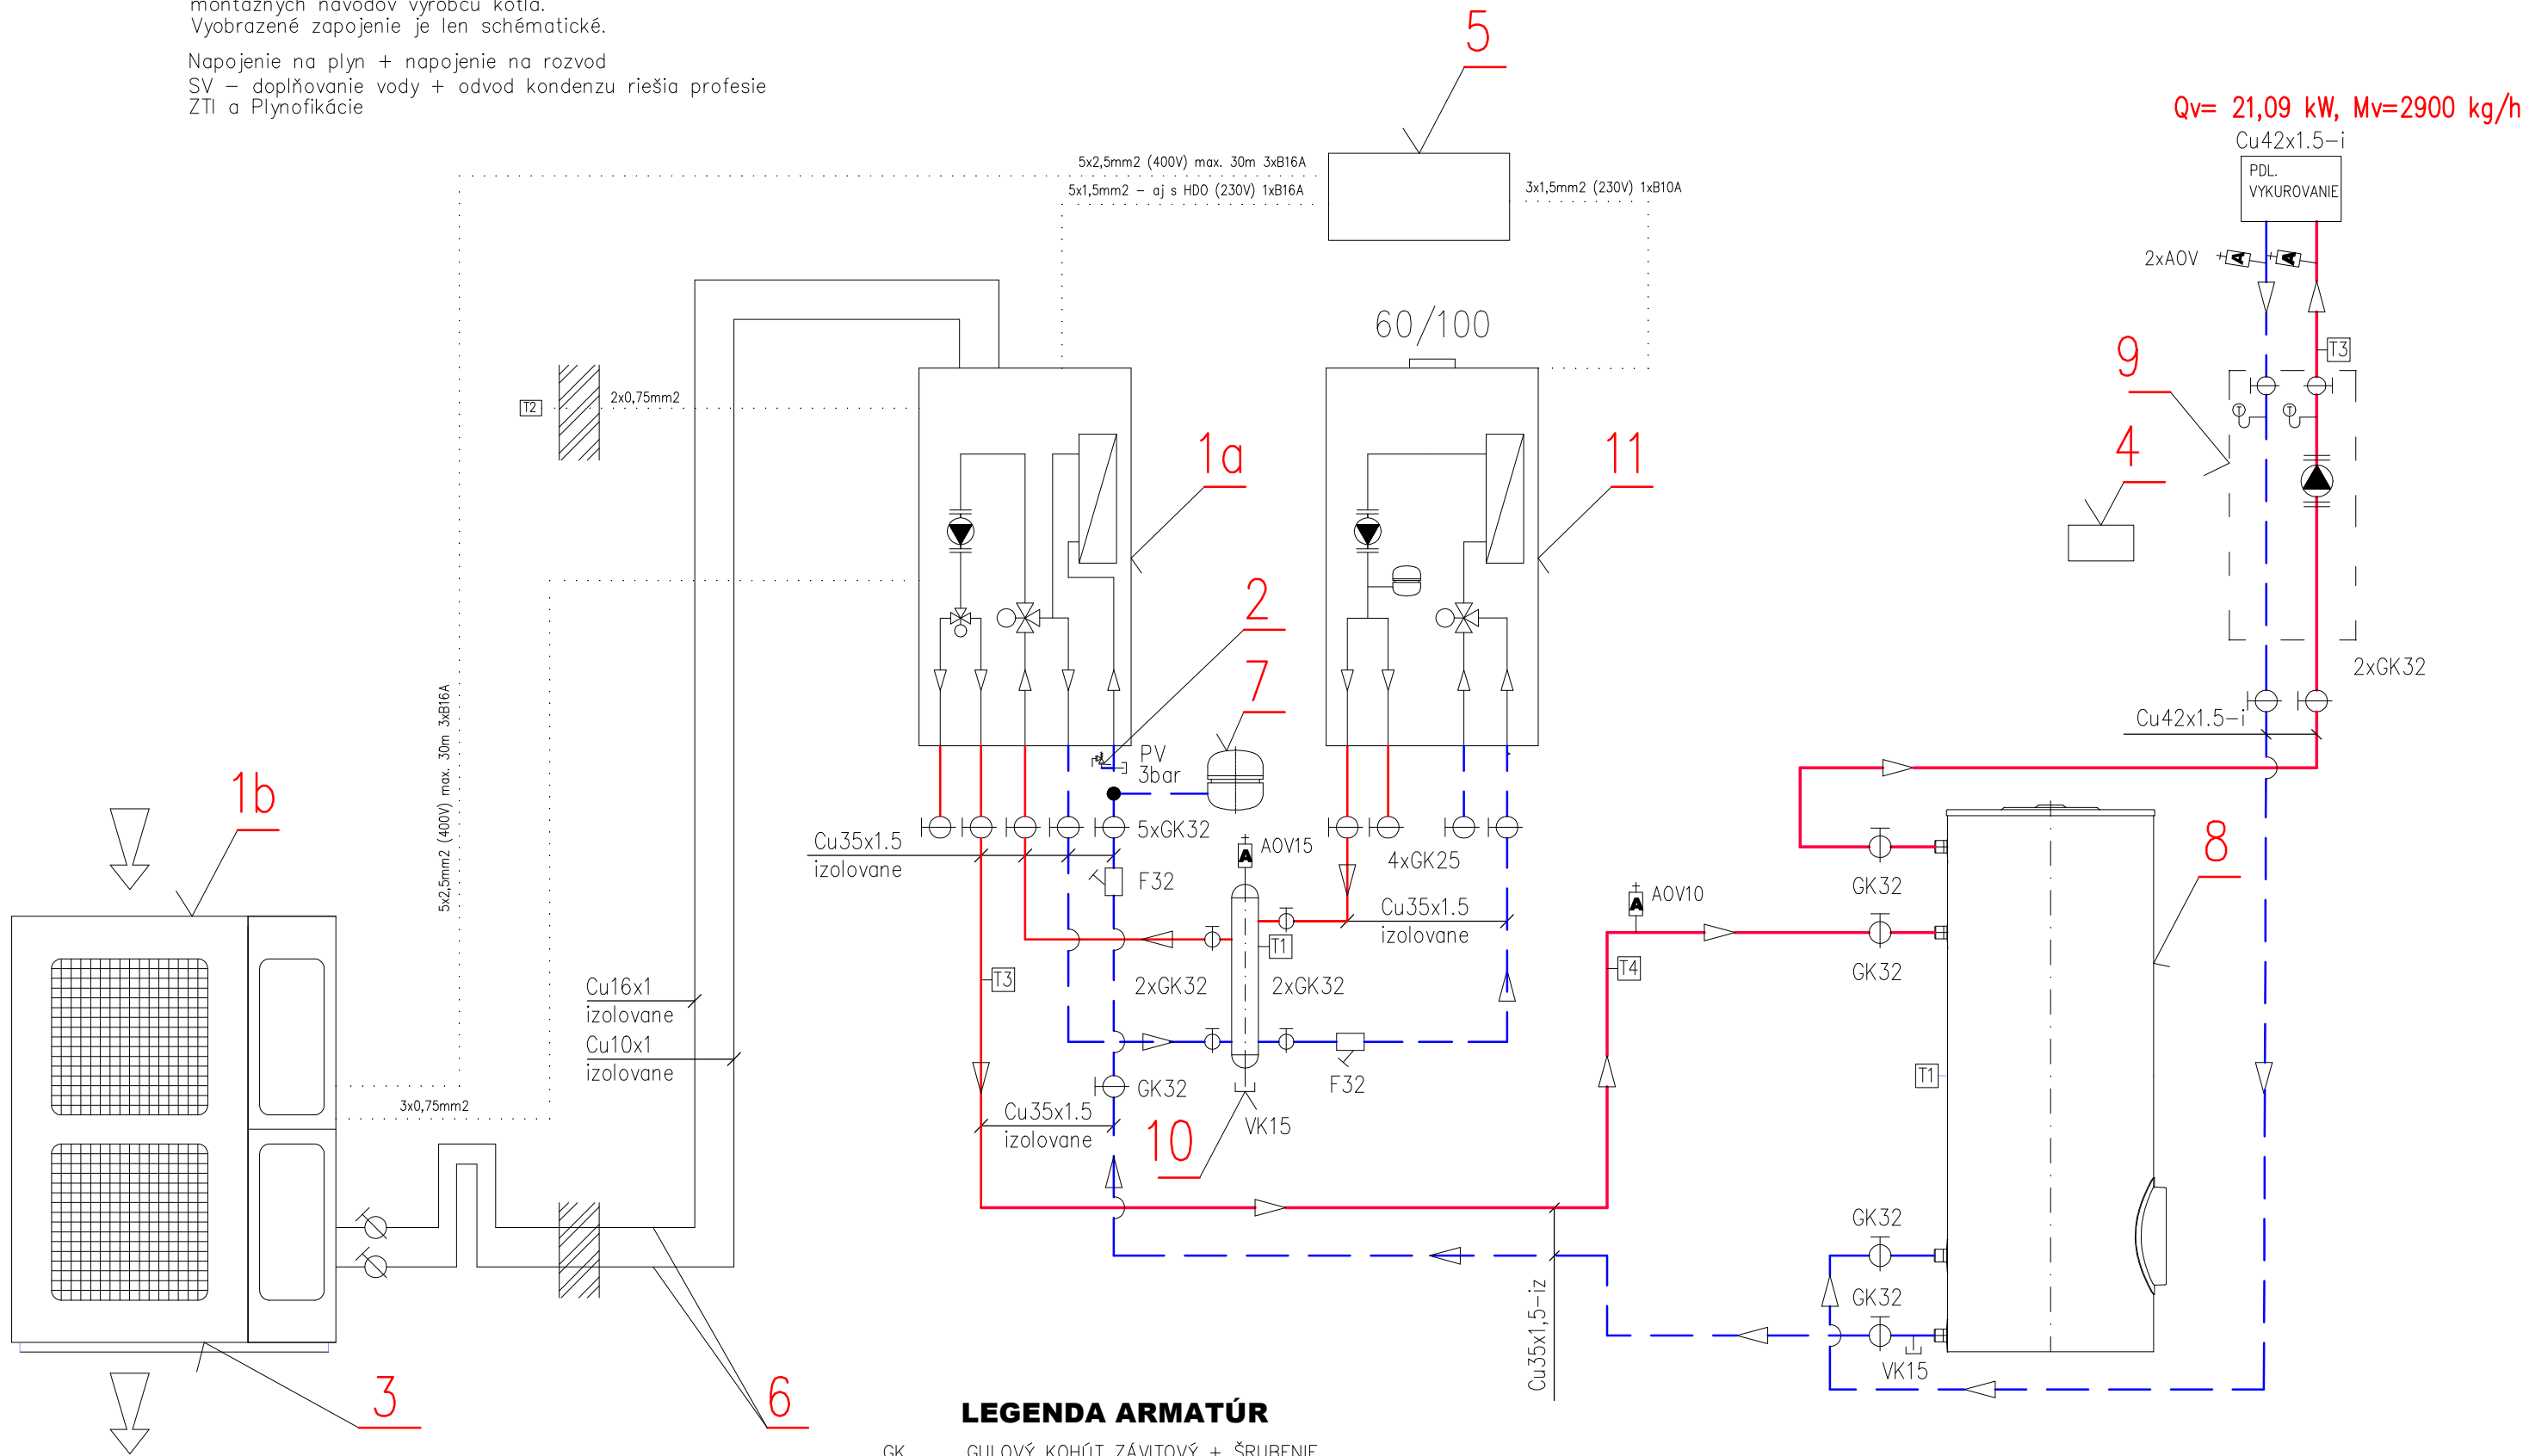 montážnych návodov výrobcu kotla.
Vyobrazené zapojenie je len schématické.
Napojenie na plyn + napojenie na rozvod
SV – doplňovanie vody + odvod kondenzu riešia profesie
ZTI a Plynofikácie
5
Qv= 21,09 kW, Mv=2900 kg/h
Cu42x1.5-i
PDL.
VYKUROVANIE
5x2,5mm2 (400V) max. 30m 3xB16A
5x1,5mm2 – aj s HDO (230V) 1xB16A
3x1,5mm2 (230V) 1xB10A
2xAOV
A
A
60/100
T3
9
T2
2x0,75mm2
T
T
1a
11
4
2
7
2xGK32
5x2,5mm2 (400V) max. 30m 3xB16A
Cu42x1.5-i
PV
3bar
1b
5xGK32
Cu35x1.5
izolovane
A
AOV15
4xGK25
8
F32
GK32
A
AOV10
Cu35x1.5
izolovane
T1
GK32
T3
T4
Cu16x1
izolovane
2xGK32
2xGK32
Cu10x1
izolovane
T1
3x0,75mm2
GK32
F32
Cu35x1.5
izolovane
VK15
10
GK32
GK32
Cu35x1,5-iz
VK15
3
6
LEGENDA ARMATÚR
GK GULOVÝ KOHÚT ZÁVITOVÝ + ŠRUBENIE